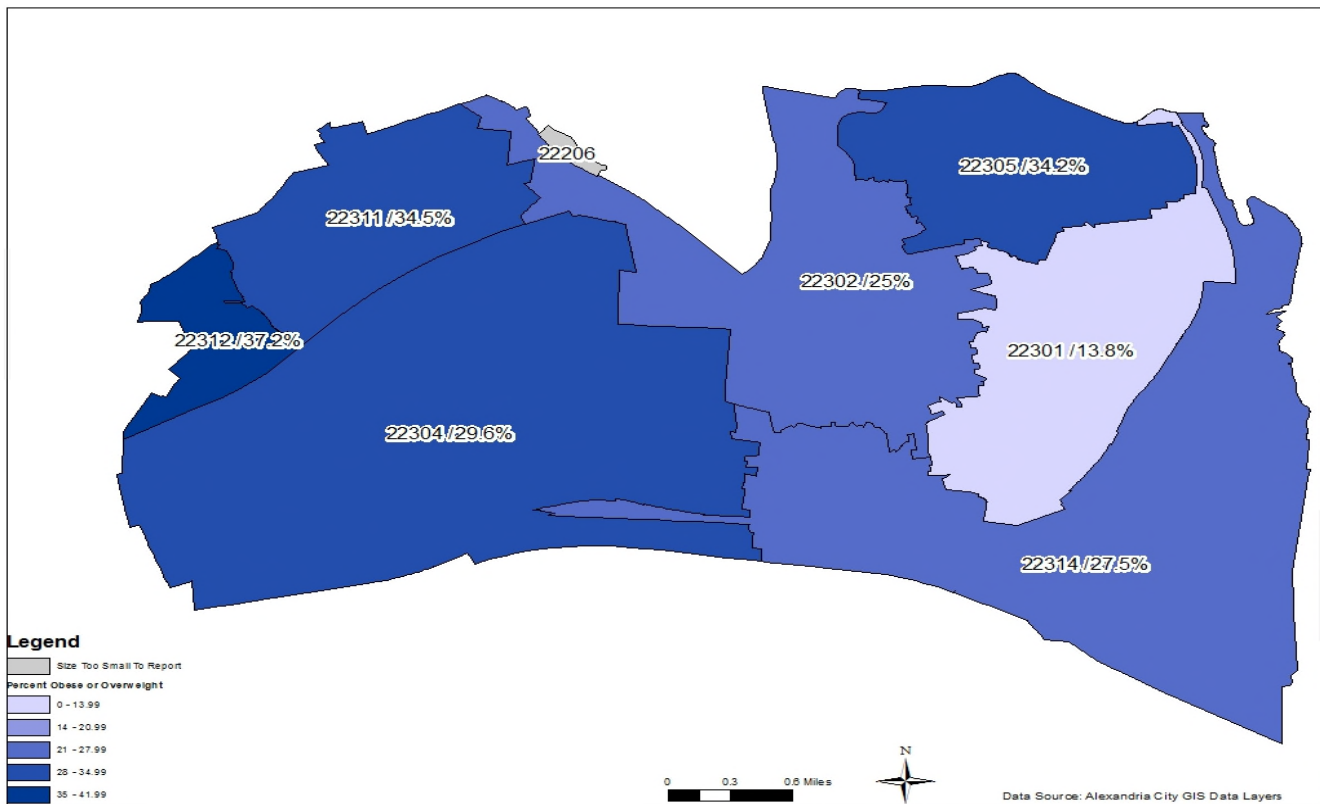 22206
22305 /34.2%
22311 /34.5%
22302 /25%
22312 /37.2%
22301 /13.8%
22304 /29.6%
22314 /27.5%
Legend
Size Too Small To Report
Percent Obese or Overweight
0 - 13.99
14 - 20.99
21 - 27.99
28 - 34.99
35 - 41.99
N
0 0.3 0.6 Miles
Data Source: Alexandria City GIS Data Layers